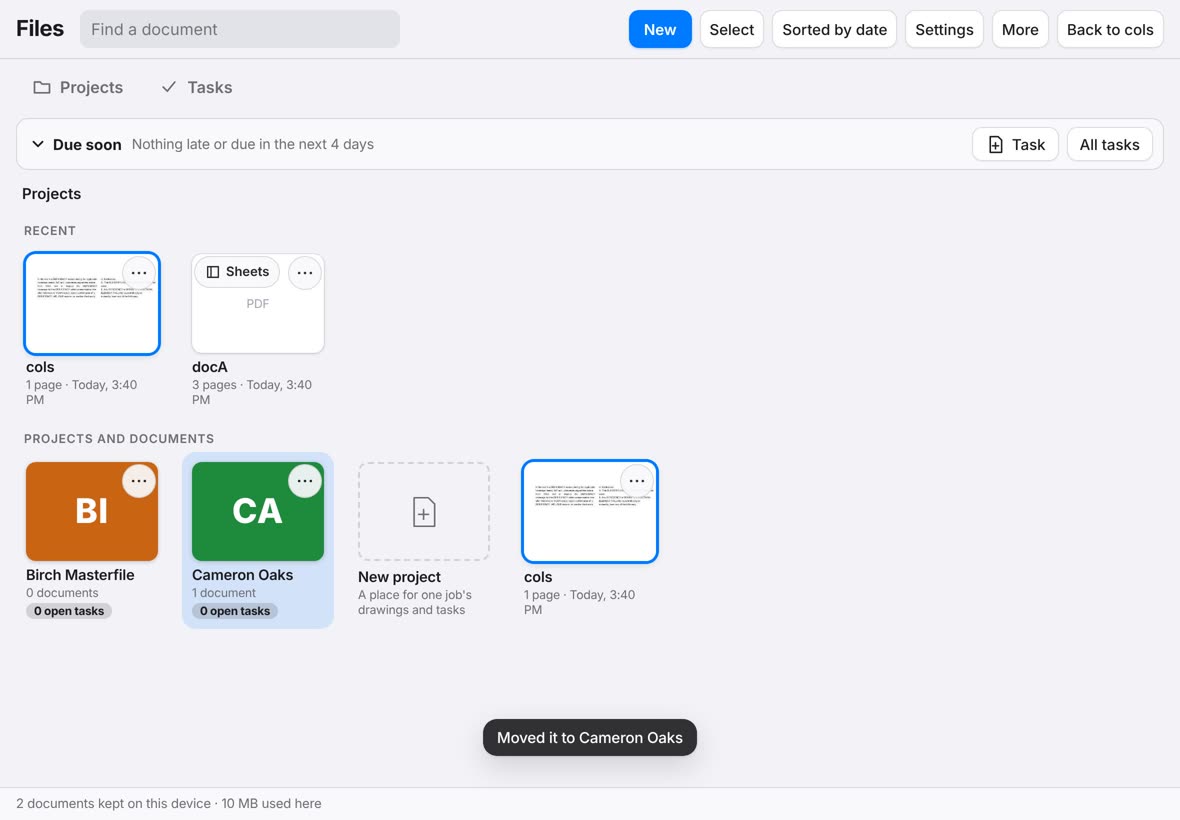 Files
Find a document
New
Select
Sorted by date
Settings
More
Back to cols
Projects
Tasks
Due soon Nothing late or due in the next 4 days
Task
All tasks
Projects
RECENT
Sheets
PDF
cols
1 page · Today, 3:40
PM
docA
3 pages · Today, 3:40
PM
PROJECTS AND DOCUMENTS
BI
Birch Masterfile
0 documents
0 open tasks
CA
Cameron Oaks
1 document
0 open tasks
New project
A place for one job's
drawings and tasks
cols
1 page · Today, 3:40
PM
Moved it to Cameron Oaks
2 documents kept on this device · 10 MB used here